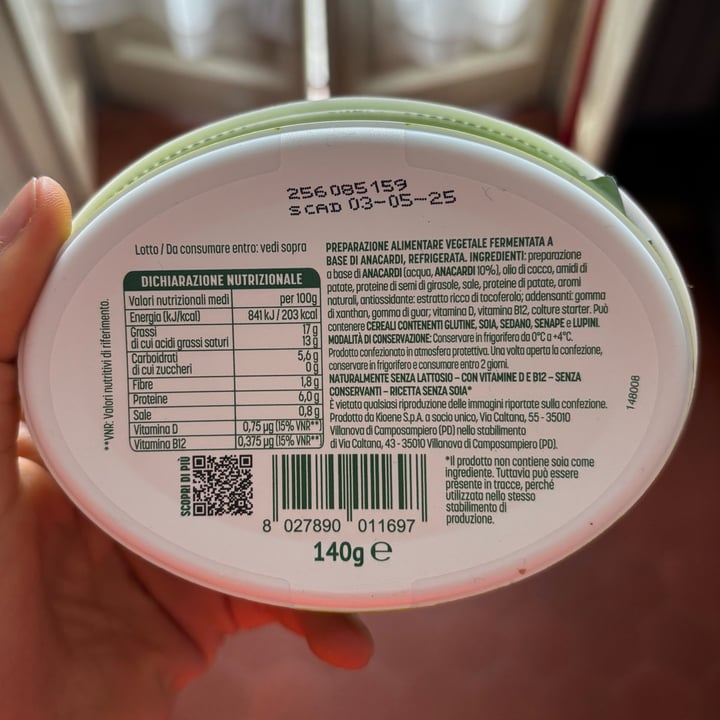 256085159
SCAD 03-05-25
Lotto / Da consumare entro: vedi sopra
DICHIARAZIONE NUTRIZIONALE
Valori nutrizionali medi per 100g
Energia (kJ/kcal) 841 kJ / 203 kcal
Grassi 17 g
di cui acidi grassi saturi 13 g
Carboidrati 5,6 g
di cui zuccheri 0 g
Fibre 1,8 g
Proteine 6,0 g
Sale 0,8 g
Vitamina D 0,75 µg (15% VNR**)
Vitamina B12 0,375 µg (15% VNR**)
**VNR: Valori nutritivi di riferimento.
PREPARAZIONE ALIMENTARE VEGETALE FERMENTATA A
BASE DI ANACARDI, REFRIGERATA. INGREDIENTI: preparazione
a base di ANACARDI (acqua, ANACARDI 10%), olio di cocco, amidi di
patate, proteine di semi di girasole, sale, proteine di patate, aromi
naturali, antiossidante: estratto ricco di tocoferolo; addensanti: gomma
di xanthan, gomma di guar; vitamina D, vitamina B12, colture starter. Può
contenere CEREALI CONTENENTI GLUTINE, SOIA, SEDANO, SENAPE e LUPINI.
MODALITÀ DI CONSERVAZIONE: Conservare in frigorifero da 0°C a +4°C.
Prodotto confezionato in atmosfera protettiva. Una volta aperta la confezione,
conservare in frigorifero e consumare entro 2 giorni.
NATURALMENTE SENZA LATTOSIO – CON VITAMINE D E B12 – SENZA
CONSERVANTI – RICETTA SENZA SOIA*
È vietata qualsiasi riproduzione delle immagini riportate sulla confezione.
Prodotto da Kioene S.p.A. a socio unico, Via Caltana, 55 - 35010
Villanova di Camposampiero (PD) nello stabilimento
di Via Caltana, 43 - 35010 Villanova di Camposampiero (PD).
148008
SCOPRI DI PIÙ
8 027890 011697
*Il prodotto non contiene soia come
ingrediente. Tuttavia può essere
presente in tracce, perché
utilizzata nello stesso
stabilimento di
produzione.
140g ℮